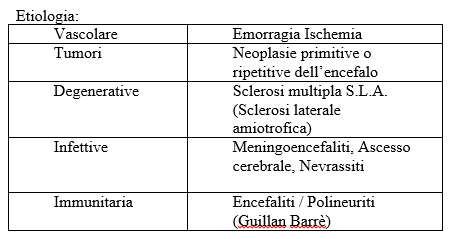 Etiologia:
Vascolare Emorragia Ischemia
Tumori Neoplasie primitive o
ripetitive dell'encefalo
Degenerative Sclerosi multipla S.L.A.
(Sclerosi laterale
amiotrofica)
Infettive Meningoencefaliti, Ascesso
cerebrale, Nevrassiti
Immunitaria Encefaliti / Polineuriti
(Guillan Barrè)